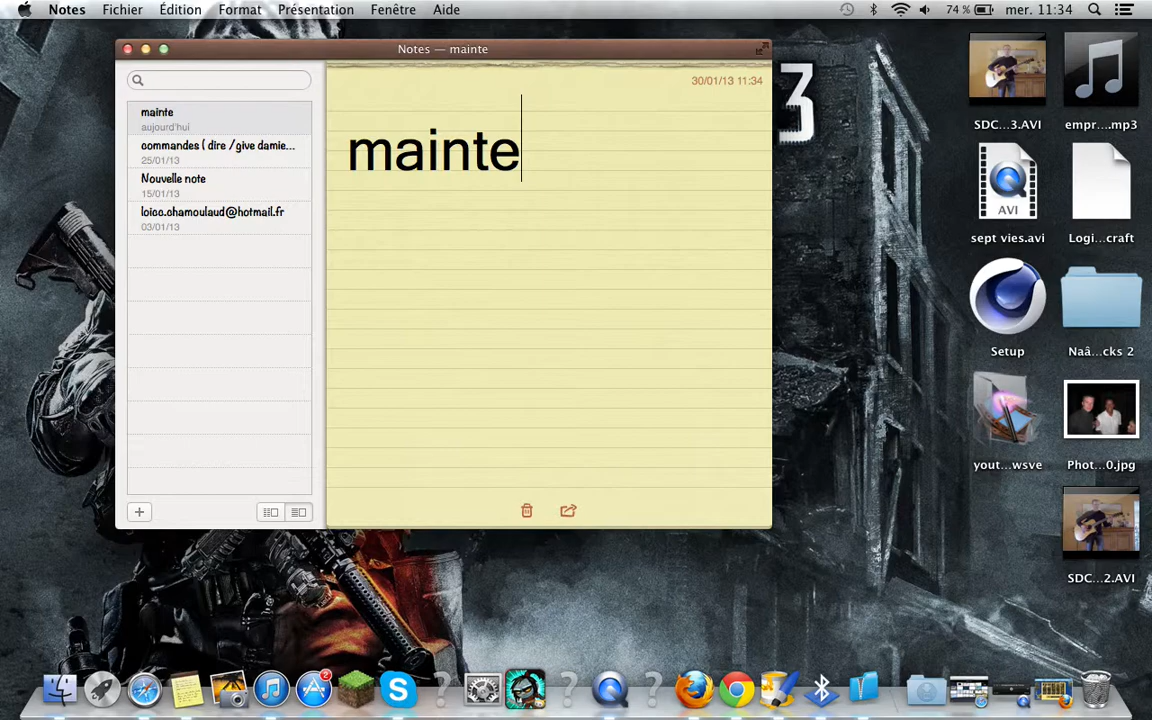 Notes Fichier Édition Format Présentation Fenêtre Aide 74 % mer. 11:34
Notes — mainte
30/01/13 11:34
mainte
aujourd'hui
commandes ( dire /give damie...
25/01/13
Nouvelle note
15/01/13
loicc.chamoulaud@hotmail.fr
03/01/13
mainte
3
SDC...3.AVI
empr...mp3
AVI
sept vies.avi
Logi...craft
Setup
Naâ...cks 2
yout...wsve
Phot...0.jpg
SDC...2.AVI
2